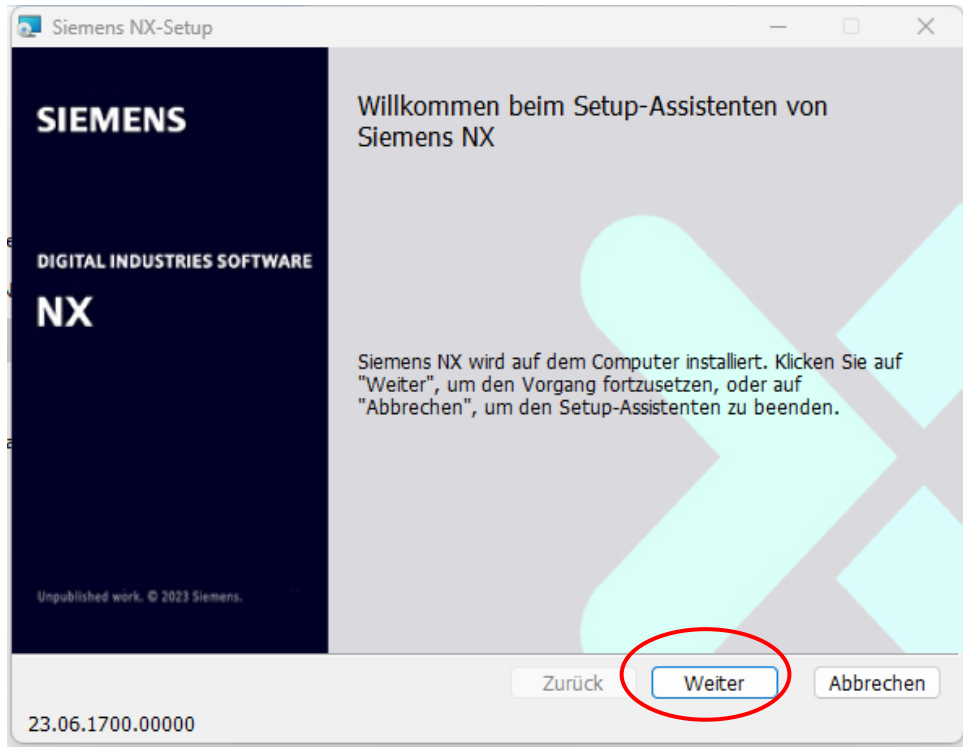 Siemens NX-Setup
SIEMENS
DIGITAL INDUSTRIES SOFTWARE
NX
Unpublished work. © 2023 Siemens.
Willkommen beim Setup-Assistenten von
Siemens NX
Siemens NX wird auf dem Computer installiert. Klicken Sie auf
"Weiter", um den Vorgang fortzusetzen, oder auf
"Abbrechen", um den Setup-Assistenten zu beenden.
Zurück Weiter Abbrechen
23.06.1700.00000